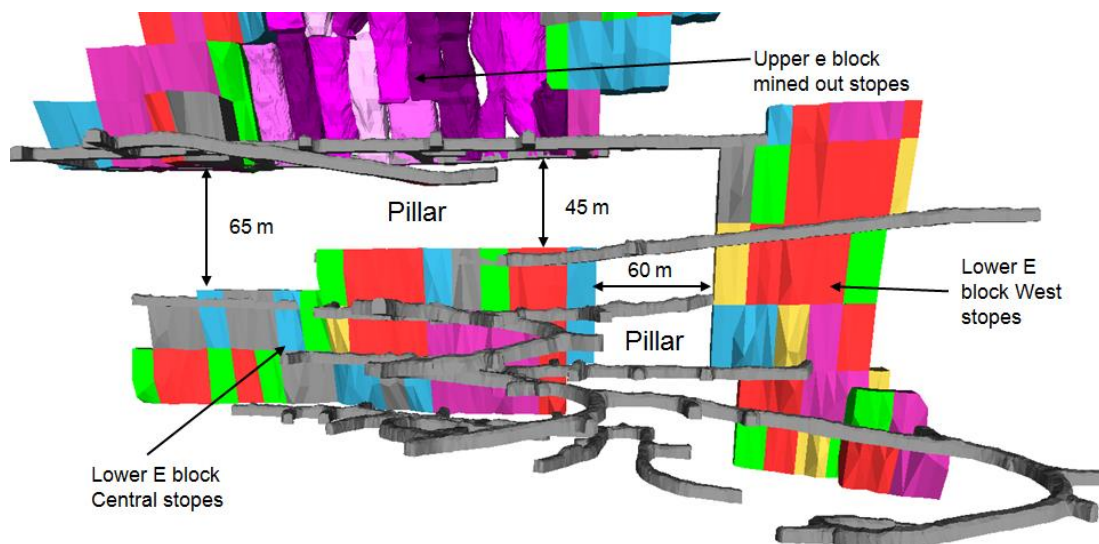 Upper e block
mined out stopes
Pillar
65 m
45 m
60 m
Lower E
block West
stopes
Pillar
Lower E block
Central stopes